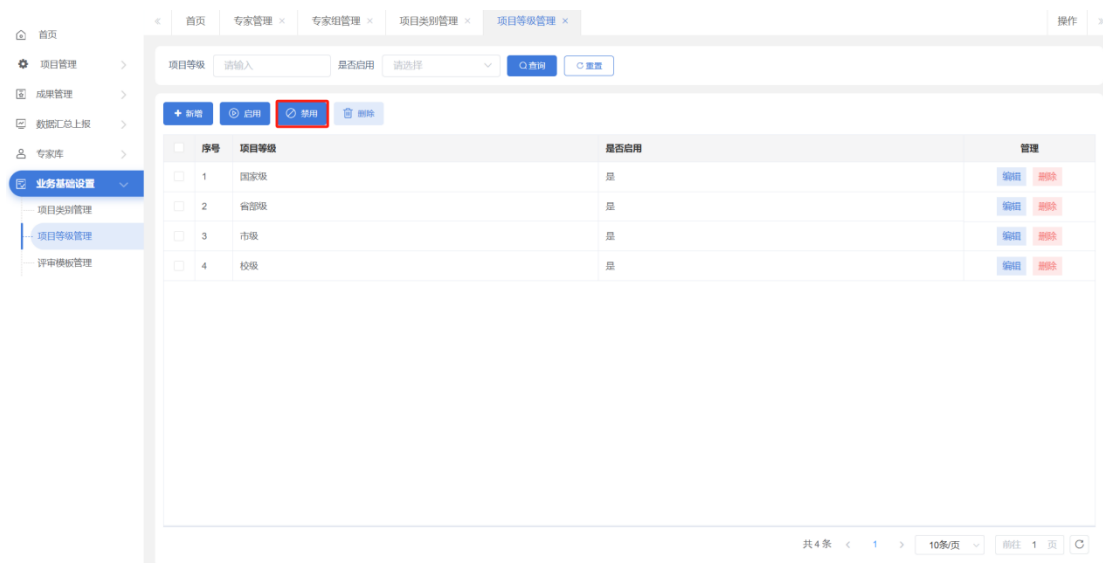 首页 专家管理 × 专家组管理 × 项目类别管理 × 项目等级管理 × 操作
首页
项目管理
成果管理
数据汇总上报
专家库
业务基础设置
项目类别管理
项目等级管理
评审模板管理
项目等级 请输入 是否启用 请选择 查询 重置
+ 新增 启用 禁用 删除
序号 项目等级 是否启用 管理
1 国家级 是 编辑 删除
2 省部级 是 编辑 删除
3 市级 是 编辑 删除
4 校级 是 编辑 删除
共 4 条 < 1 > 10条/页 前往 1 页